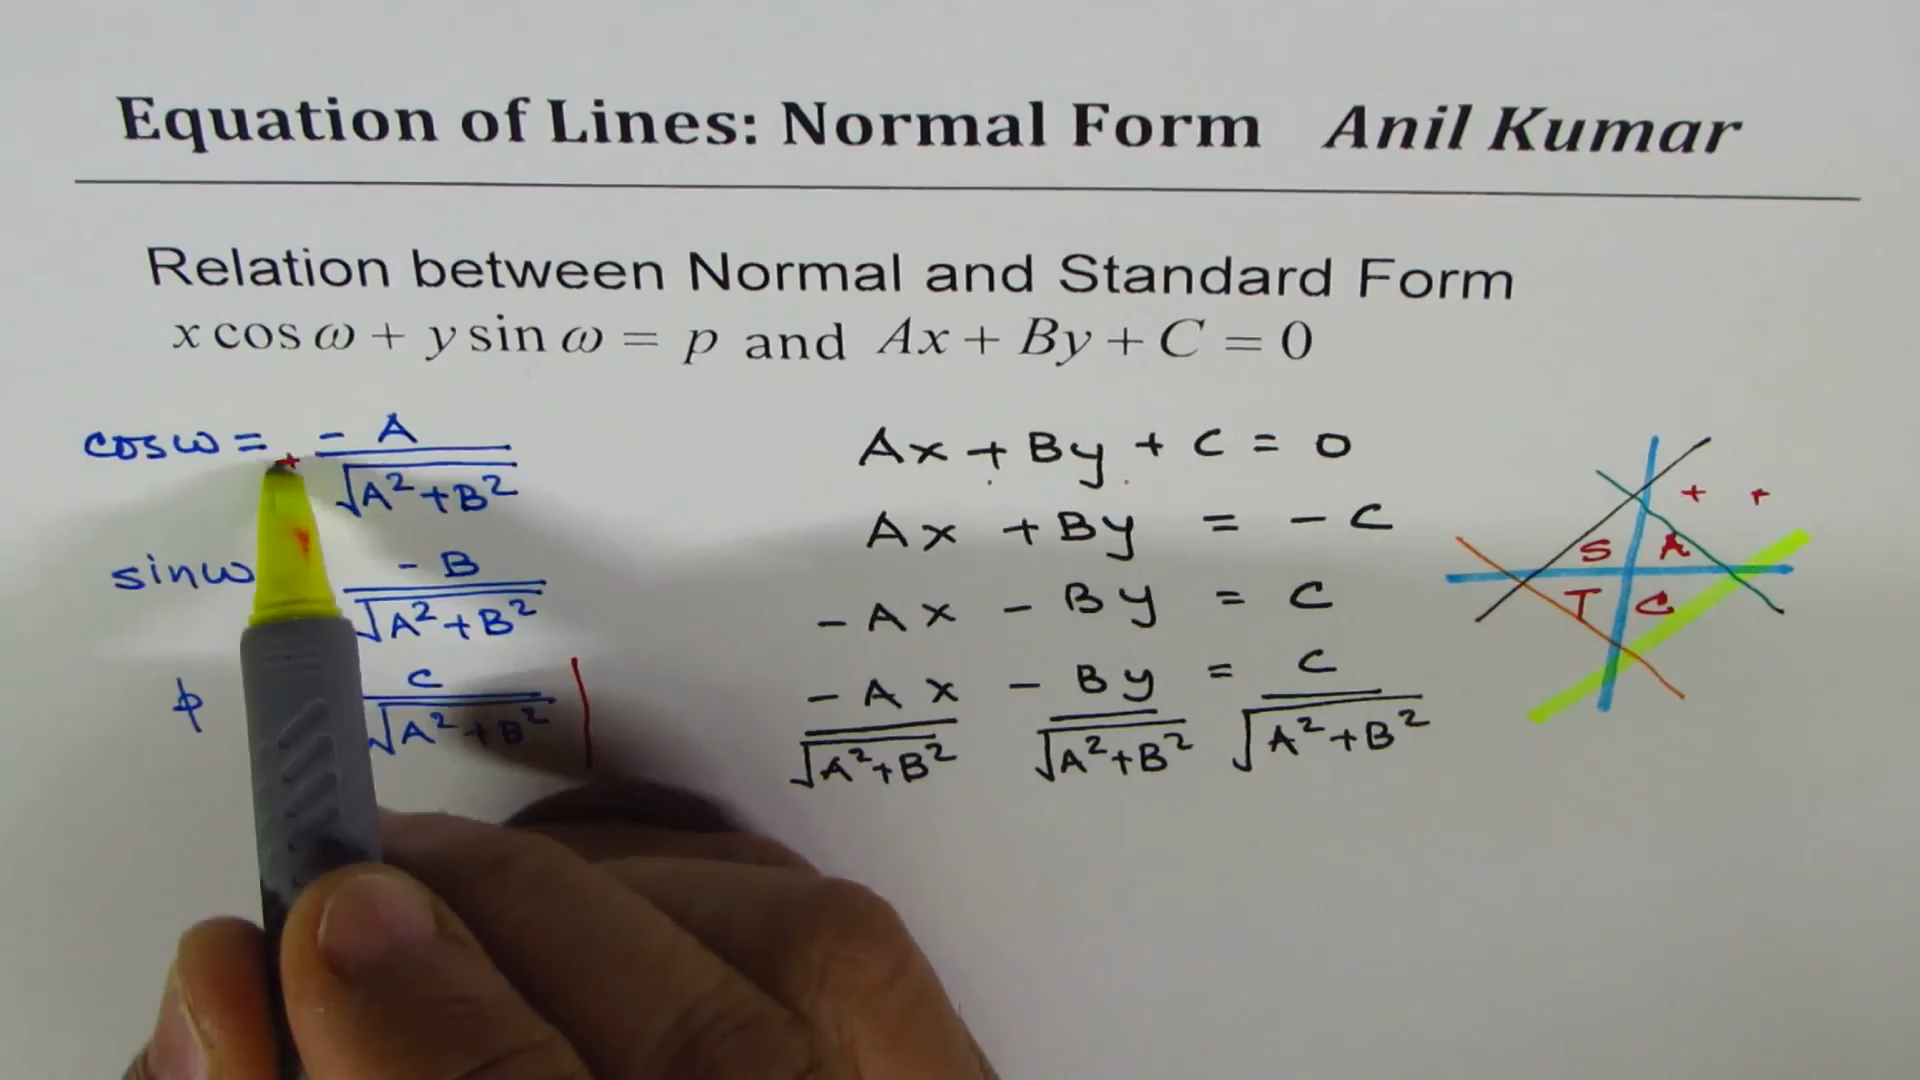 Equation of Lines: Normal Form Anil Kumar
Relation between Normal and Standard Form
x cos ω + y sin ω = p and Ax + By + C = 0
cosω = + - A / √A²+B²
sinω - B / √A²+B²
p C / √A²+B² |
Ax + By + C = 0
Ax + By = - C
- Ax - By = C
- A x / √A²+B² - By / √A²+B² = C / √A²+B²
+ +
S A
T C